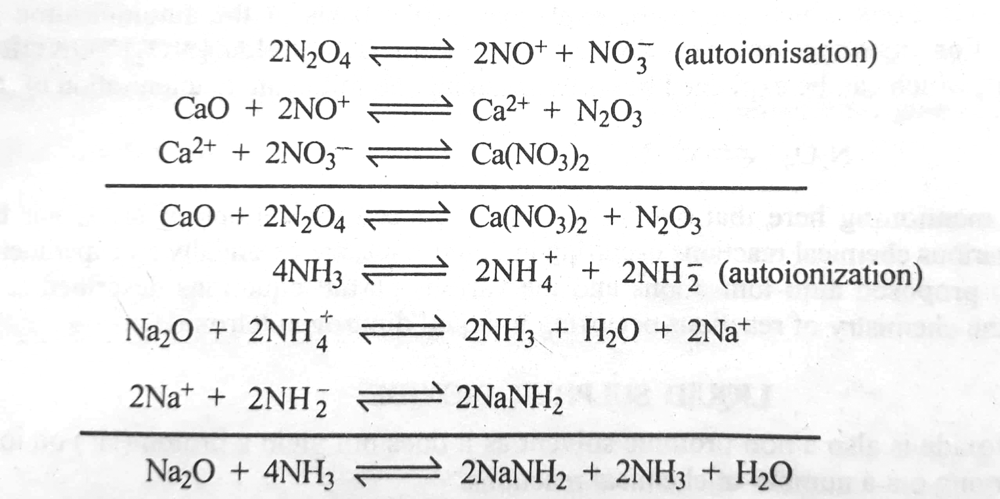 2N₂O₄ ⇌ 2NO⁺ + NO₃⁻ (autoionisation)
CaO + 2NO⁺ ⇌ Ca²⁺ + N₂O₃
Ca²⁺ + 2NO₃⁻ ⇌ Ca(NO₃)₂
CaO + 2N₂O₄ ⇌ Ca(NO₃)₂ + N₂O₃
4NH₃ ⇌ 2NH₄⁺ + 2NH₂⁻ (autoionization)
Na₂O + 2NH₄⁺ ⇌ 2NH₃ + H₂O + 2Na⁺
2Na⁺ + 2NH₂⁻ ⇌ 2NaNH₂
Na₂O + 4NH₃ ⇌ 2NaNH₂ + 2NH₃ + H₂O